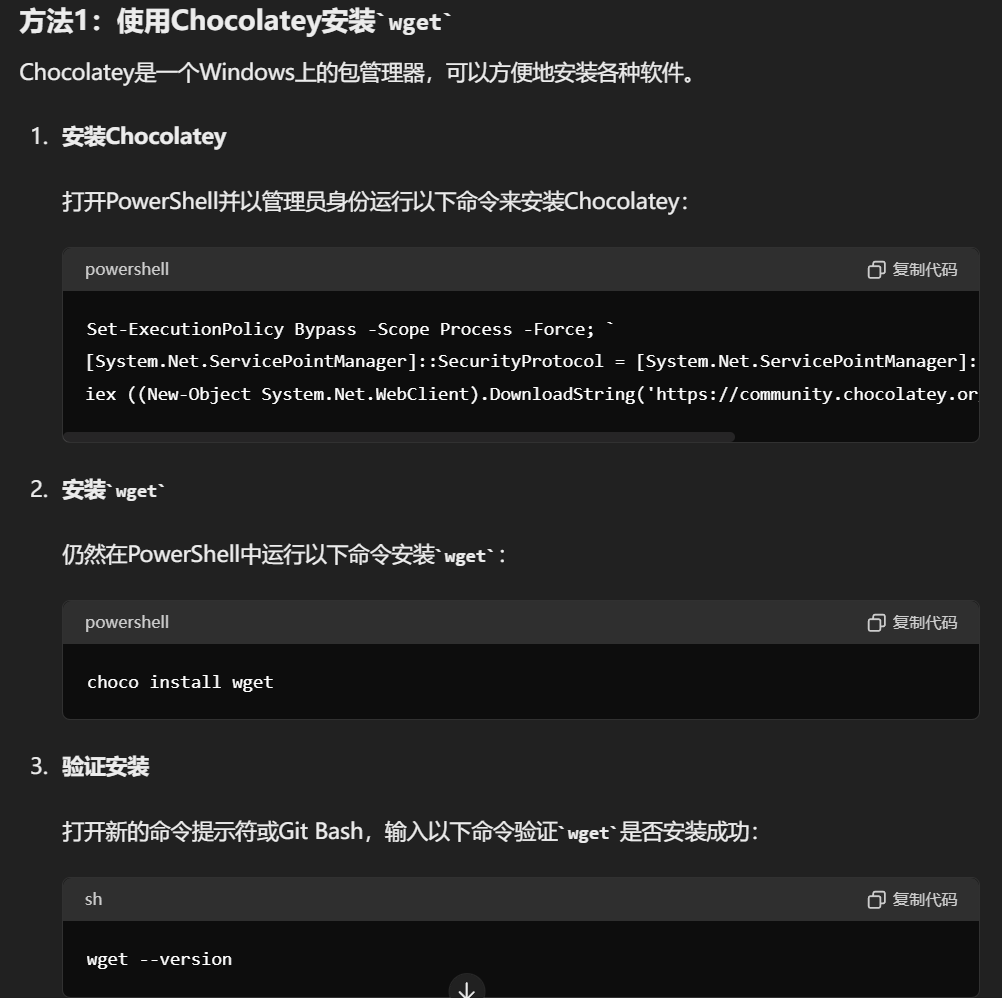 方法1：使用Chocolatey安装`wget`
Chocolatey是一个Windows上的包管理器，可以方便地安装各种软件。
1. 安装Chocolatey
打开PowerShell并以管理员身份运行以下命令来安装Chocolatey：
powershell 复制代码
Set-ExecutionPolicy Bypass -Scope Process -Force; `
[System.Net.ServicePointManager]::SecurityProtocol = [System.Net.ServicePointManager]:
iex ((New-Object System.Net.WebClient).DownloadString('https://community.chocolatey.or
2. 安装`wget`
仍然在PowerShell中运行以下命令安装`wget`：
powershell 复制代码
choco install wget
3. 验证安装
打开新的命令提示符或Git Bash，输入以下命令验证`wget`是否安装成功：
sh 复制代码
wget --version